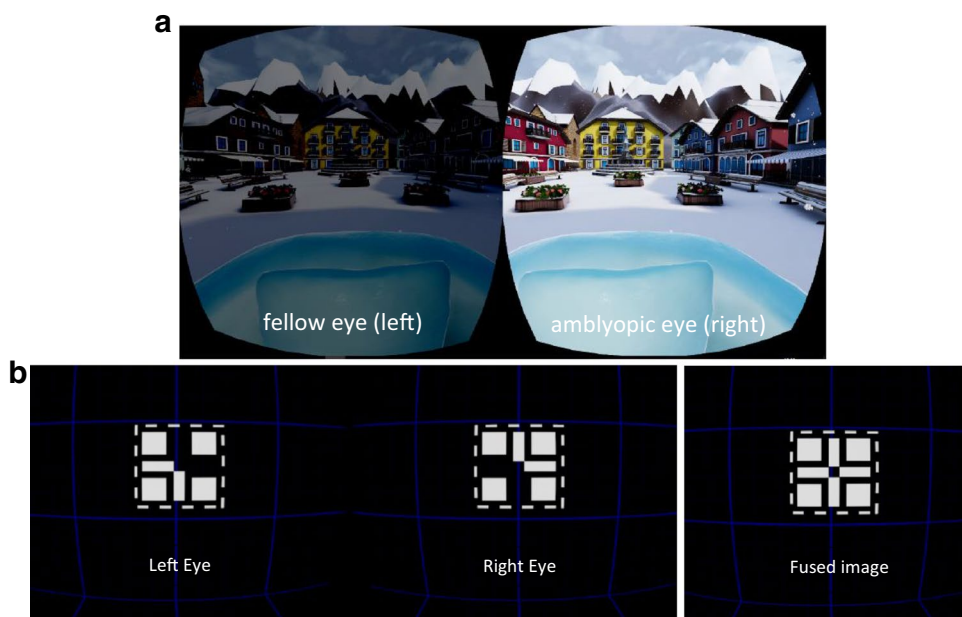 a
fellow eye (left)
amblyopic eye (right)
b
Left Eye
Right Eye
Fused image